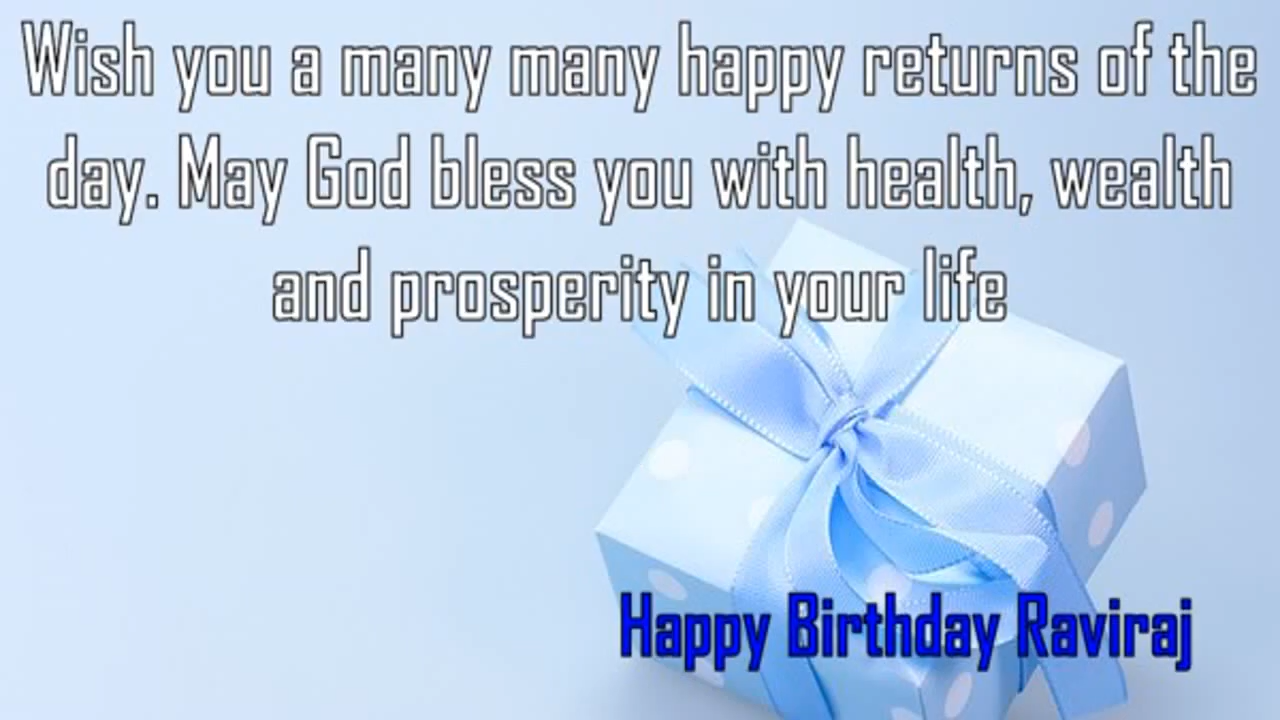 Wish you a many many happy returns of the
day. May God bless you with health, wealth
and prosperity in your life
Happy Birthday Raviraj